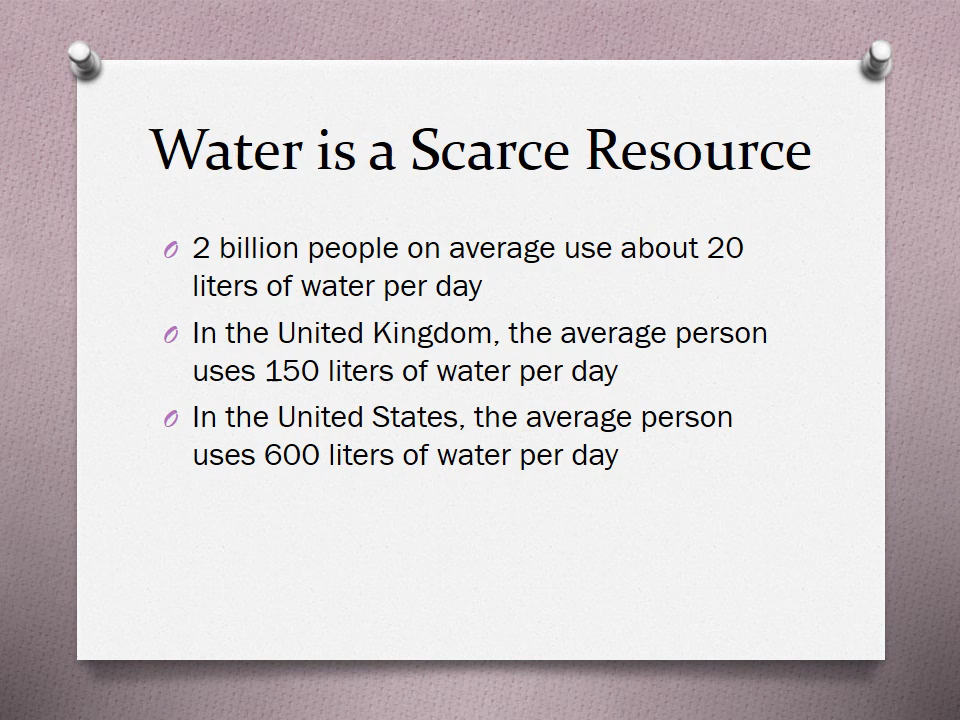 Water is a Scarce Resource
2 billion people on average use about 20
liters of water per day
In the United Kingdom, the average person
uses 150 liters of water per day
In the United States, the average person
uses 600 liters of water per day